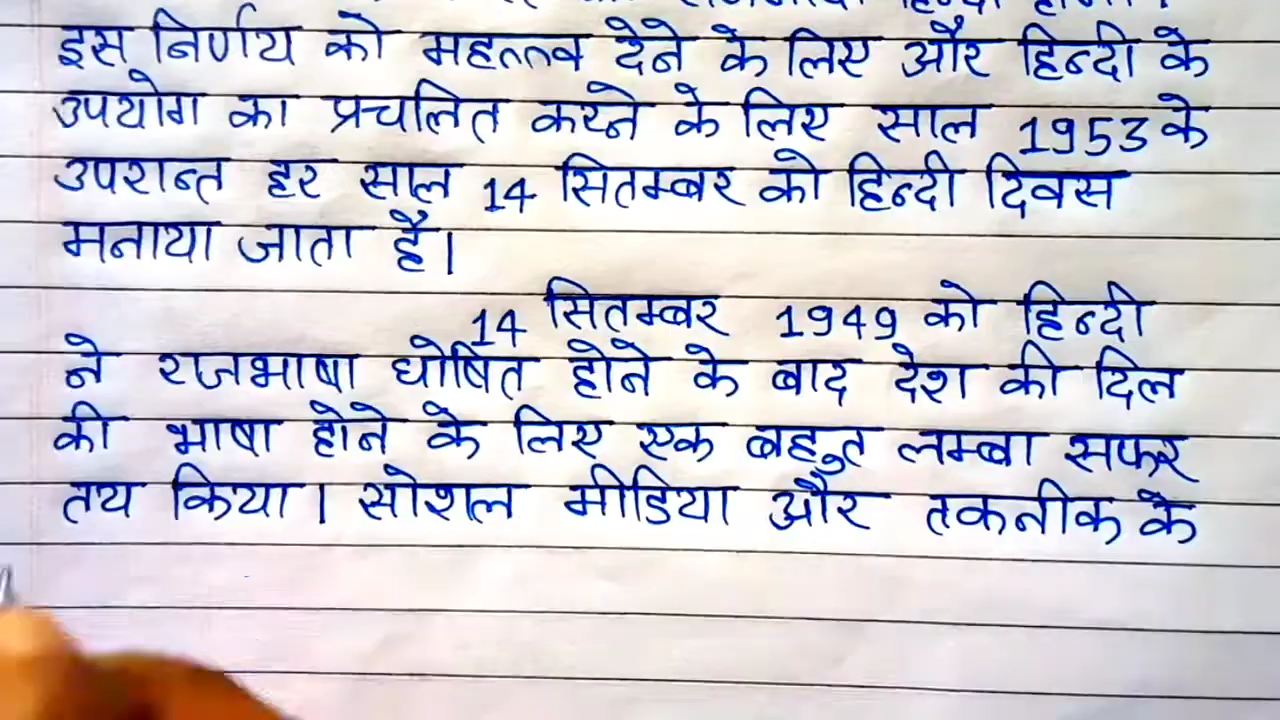 इस निर्णय को महत्त्व देने के लिए और हिन्दी के
उपयोग का प्रचलित करने के लिए साल 1953 के
उपरान्त हर साल 14 सितम्बर को हिन्दी दिवस
मनाया जाता है।
14 सितम्बर 1949 को हिन्दी
ने राजभाषा घोषित होने के बाद देश की दिल
की भाषा होने के लिए एक बहुत लम्बा सफर
तय किया। सोशल मीडिया और तकनीक के